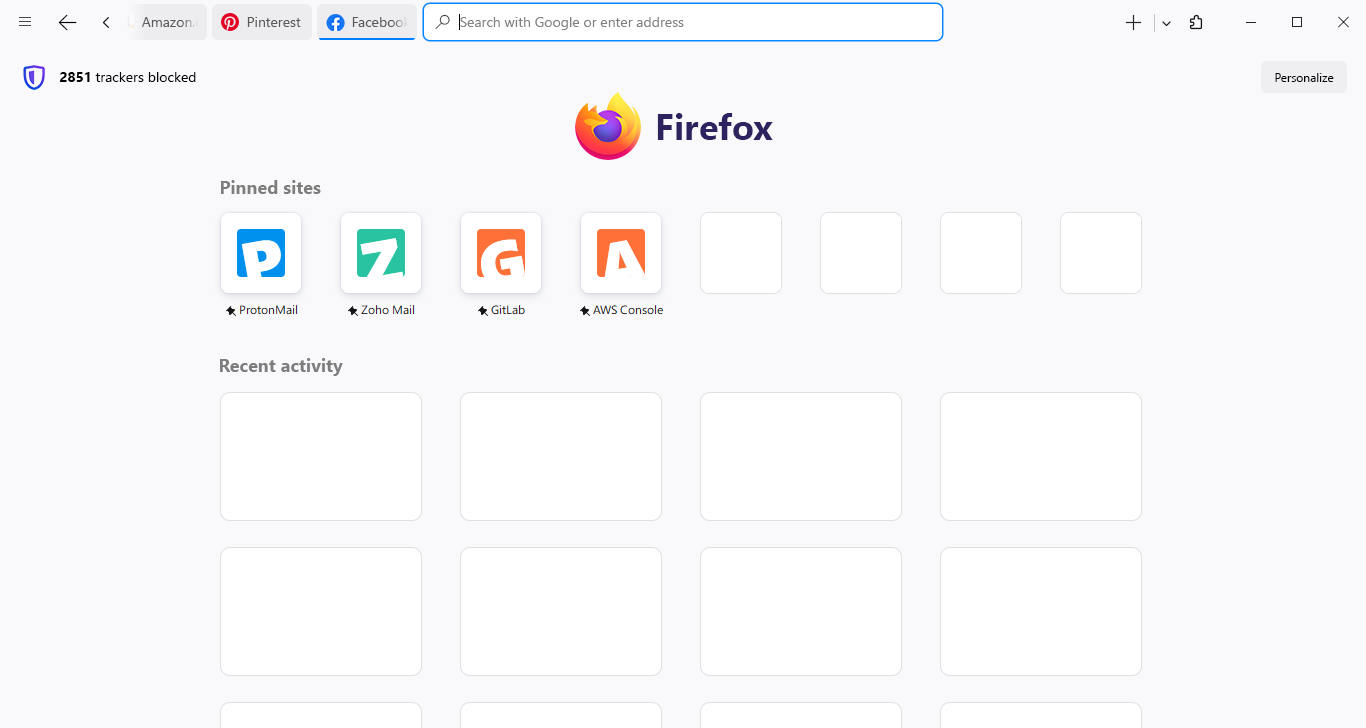 Amazon. Pinterest Facebook Search with Google or enter address
2851 trackers blocked
Personalize
Firefox
Pinned sites
ProtonMail Zoho Mail GitLab AWS Console
Recent activity